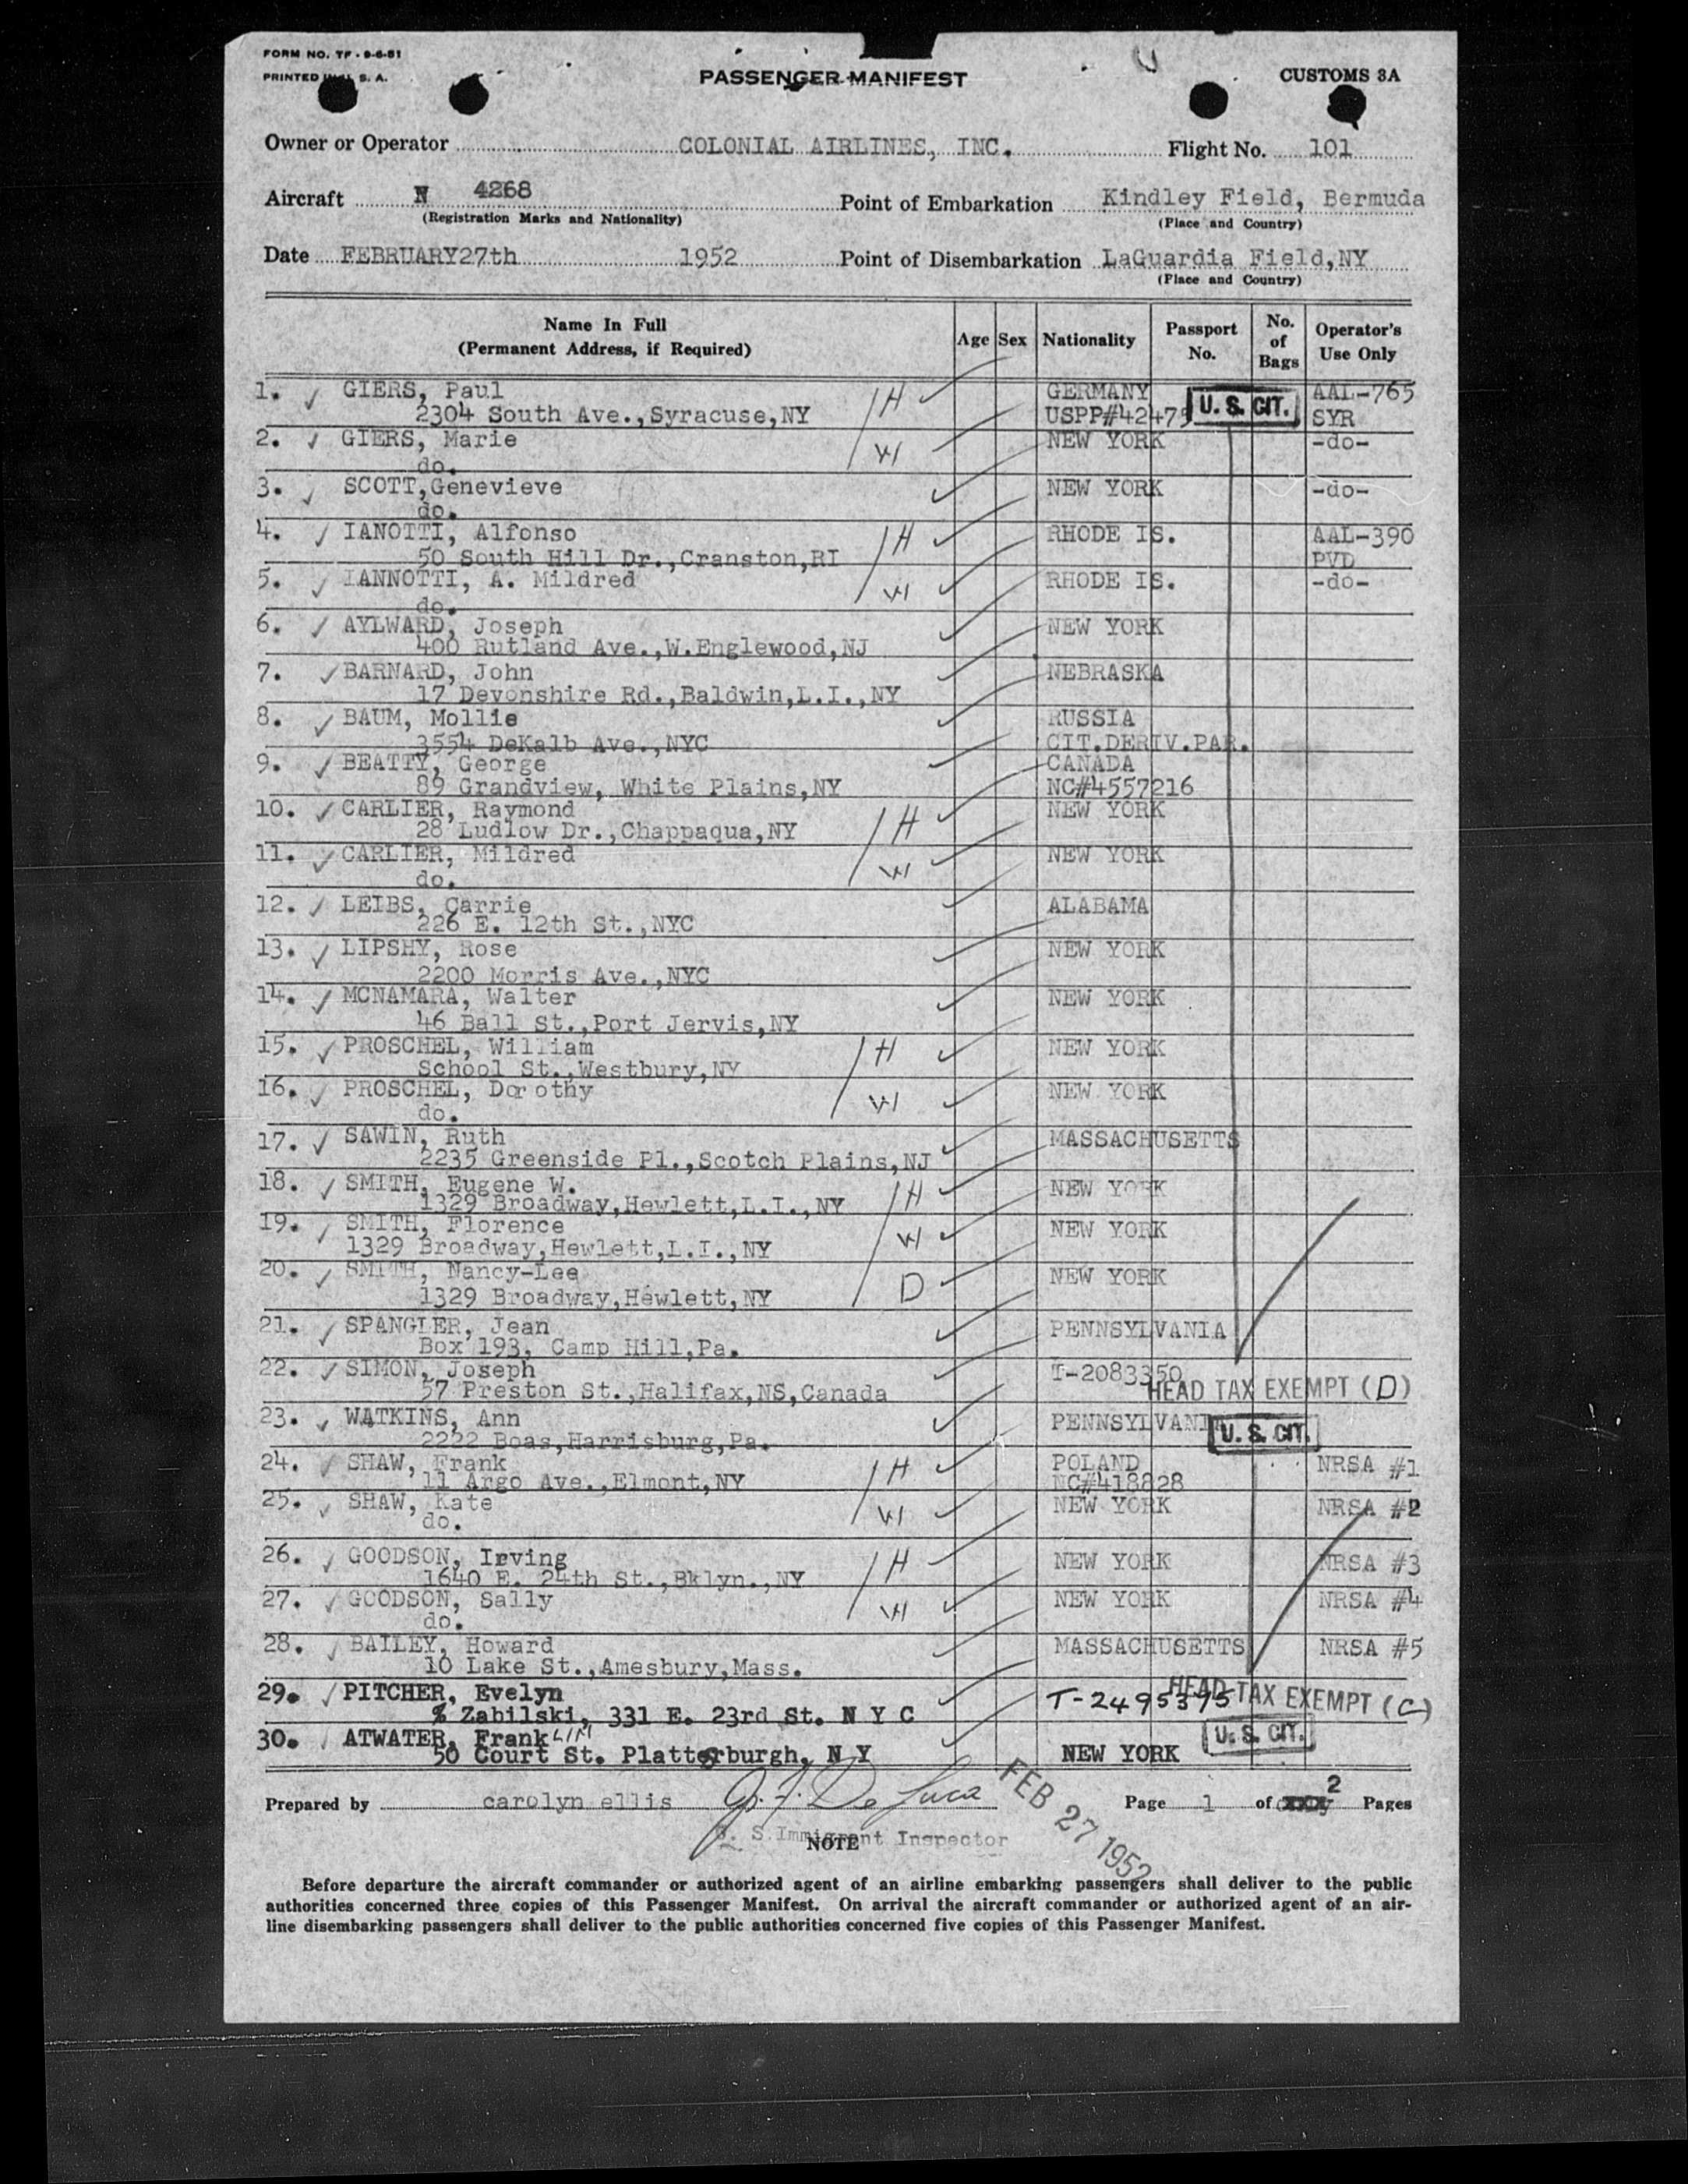 FORM NO. TF - 9-6-51
PRINTED IN U. S. A.
PASSENGER MANIFEST
CUSTOMS 3A
Owner or Operator COLONIAL AIRLINES, INC. Flight No. 101
Aircraft N 4268 Point of Embarkation Kindley Field, Bermuda
(Registration Marks and Nationality) (Place and Country)
Date FEBRUARY27th 1952 Point of Disembarkation LaGuardia Field,NY
(Place and Country)
Name In Full
(Permanent Address, if Required)
Age Sex Nationality Passport No. No. of Bags Operator's Use Only
1. GIERS, Paul H GERMANY AAL-765
2304 South Ave.,Syracuse,NY USPP#42475 U. S. CIT. SYR
2. GIERS, Marie W NEW YORK -do-
do.
3. SCOTT,Genevieve NEW YORK -do-
do.
4. IANOTTI, Alfonso H RHODE IS. AAL-390
50 South Hill Dr.,Cranston,RI PVD
5. IANNOTTI, A. Mildred W RHODE IS. -do-
do.
6. AYLWARD, Joseph NEW YORK
400 Rutland Ave.,W.Englewood,NJ
7. BARNARD, John NEBRASKA
17 Devonshire Rd.,Baldwin,L.I.,NY
8. BAUM, Mollie RUSSIA
3554 DeKalb Ave.,NYC CIT.DERIV.PAR.
9. BEATTY, George CANADA
89 Grandview, White Plains,NY NC#4557216
10. CARLIER, Raymond H NEW YORK
28 Ludlow Dr.,Chappaqua,NY
11. CARLIER, Mildred W NEW YORK
do.
12. LEIBS, Carrie ALABAMA
226 E. 12th St.,NYC
13. LIPSHY, Rose NEW YORK
2200 Morris Ave.,NYC
14. MCNAMARA, Walter NEW YORK
46 Ball St.,Port Jervis,NY
15. PROSCHEL, William H NEW YORK
School St.,Westbury,NY
16. PROSCHEL, Dorothy W NEW YORK
do.
17. SAWIN, Ruth MASSACHUSETTS
2235 Greenside Pl.,Scotch Plains,NJ
18. SMITH, Eugene W. H NEW YORK
1329 Broadway,Hewlett,L.I.,NY
19. SMITH, Florence W NEW YORK
1329 Broadway,Hewlett,L.I.,NY
20. SMITH, Nancy-Lee D NEW YORK
1329 Broadway,Hewlett,NY
21. SPANGLER, Jean PENNSYLVANIA
Box 193, Camp Hill,Pa.
22. SIMON, Joseph T-2083350
57 Preston St.,Halifax,NS,Canada HEAD TAX EXEMPT (D)
23. WATKINS, Ann PENNSYLVANIA U. S. CIT.
2222 Boas,Harrisburg,Pa.
24. SHAW, Frank H POLAND NRSA #1
11 Argo Ave.,Elmont,NY NC#418828
25. SHAW, Kate W NEW YORK NRSA #2
do.
26. GOODSON, Irving H NEW YORK NRSA #3
1640 E. 24th St.,Bklyn.,NY
27. GOODSON, Sally W NEW YORK NRSA #4
do.
28. BAILEY, Howard MASSACHUSETTS NRSA #5
10 Lake St.,Amesbury,Mass.
29. PITCHER, Evelyn T-2495395 HEAD TAX EXEMPT (C)
% Zabilski, 331 E. 23rd St. N Y C
30. ATWATER, Frank LIN NEW YORK U. S. CIT.
50 Court St. Plattsburgh, N Y
Prepared by carolyn ellis J. J. De Luca FEB 27 1952 Page 1 of 2 Pages
U. S. Immigrant Inspector
NOTE
Before departure the aircraft commander or authorized agent of an airline embarking passengers shall deliver to the public
authorities concerned three copies of this Passenger Manifest. On arrival the aircraft commander or authorized agent of an air-
line disembarking passengers shall deliver to the public authorities concerned five copies of this Passenger Manifest.